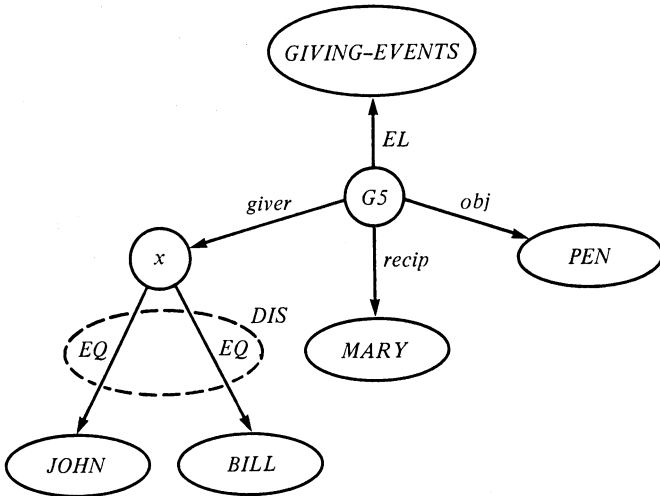 GIVING–EVENTS
EL
G5
giver
obj
x
recip
PEN
DIS
EQ
EQ
MARY
JOHN
BILL